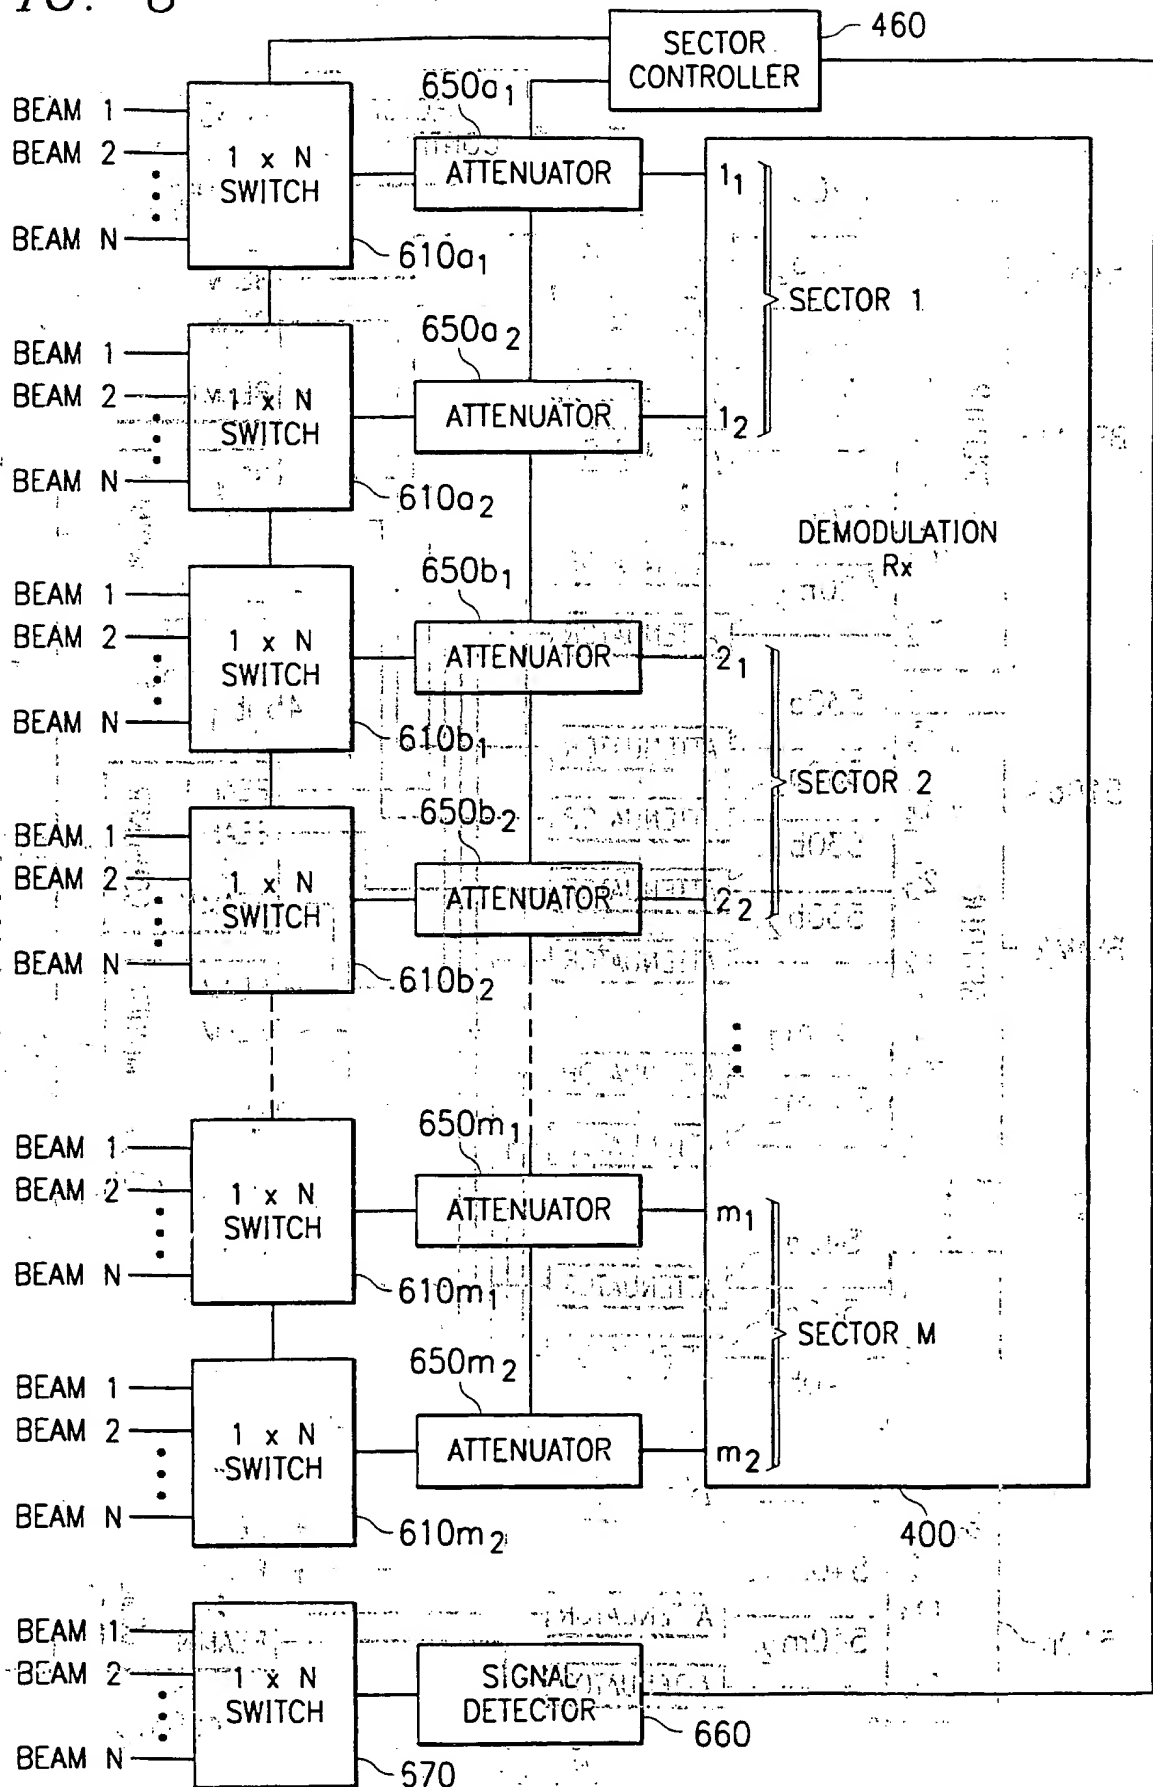 SECTOR
CONTROLLER
460
BEAM 1
BEAM 2
BEAM N
1 x N
SWITCH
610a1
650a1
ATTENUATOR
11
SECTOR 1
BEAM 1
BEAM 2
BEAM N
1 x N
SWITCH
610a2
650a2
ATTENUATOR
12
DEMODULATION
Rx
BEAM 1
BEAM 2
BEAM N
1 x N
SWITCH
610b1
650b1
ATTENUATOR
21
SECTOR 2
BEAM 1
BEAM 2
BEAM N
1 x N
SWITCH
610b2
650b2
ATTENUATOR
22
BEAM 1
BEAM 2
BEAM N
1 x N
SWITCH
610m1
650m1
ATTENUATOR
m1
SECTOR M
BEAM 1
BEAM 2
BEAM N
1 x N
SWITCH
610m2
650m2
ATTENUATOR
m2
400
BEAM 1
BEAM 2
BEAM N
1 x N
SWITCH
670
SIGNAL
DETECTOR
660